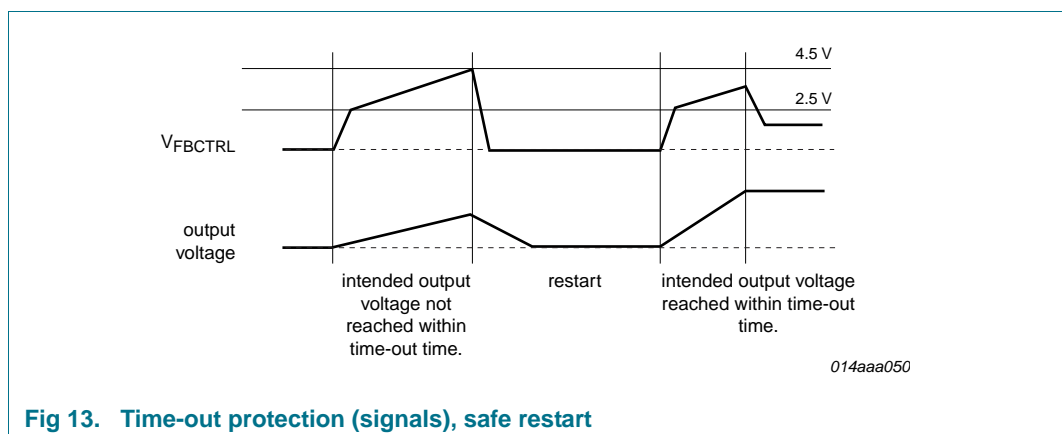 4.5 V
2.5 V
VFBCTRL
output
voltage
intended output
voltage not
reached within
time-out time.
restart
intended output voltage
reached within time-out
time.
014aaa050
Fig 13. Time-out protection (signals), safe restart